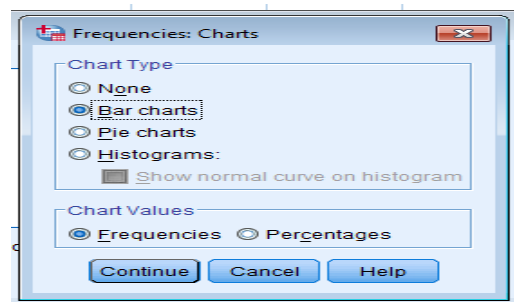 Frequencies: Charts
Chart Type
None
Bar charts
Pie charts
Histograms:
Show normal curve on histogram
Chart Values
Frequencies Percentages
Continue Cancel Help